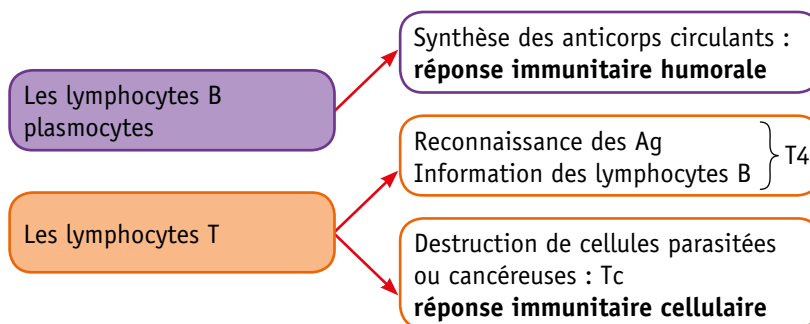 Synthèse des anticorps circulants :
réponse immunitaire humorale
Les lymphocytes B
plasmocytes
Reconnaissance des Ag
Information des lymphocytes B
T4
Les lymphocytes T
Destruction de cellules parasitées
ou cancéreuses : Tc
réponse immunitaire cellulaire